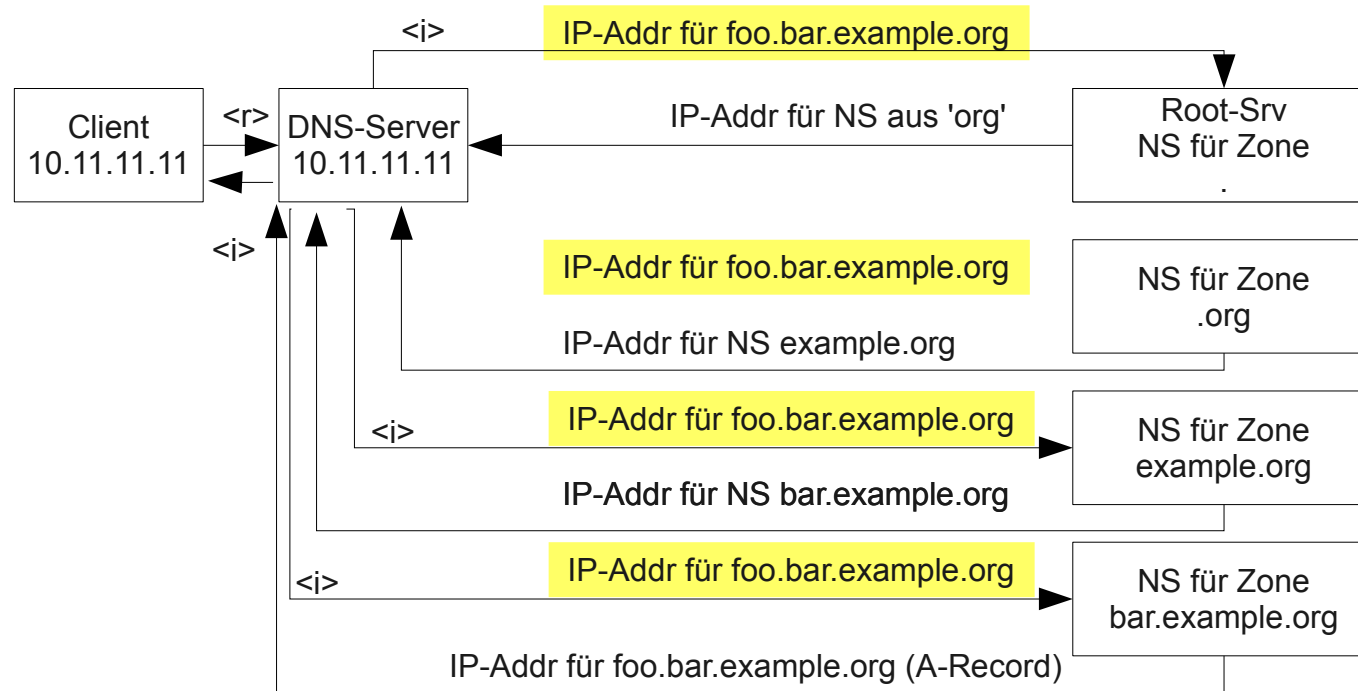 <i>
IP-Addr für foo.bar.example.org
Client
10.11.11.11
<r>
DNS-Server
10.11.11.11
IP-Addr für NS aus 'org'
Root-Srv
NS für Zone
.
<i>
IP-Addr für foo.bar.example.org
NS für Zone
.org
IP-Addr für NS example.org
<i>
IP-Addr für foo.bar.example.org
NS für Zone
example.org
IP-Addr für NS bar.example.org
<i>
IP-Addr für foo.bar.example.org
NS für Zone
bar.example.org
IP-Addr für foo.bar.example.org (A-Record)